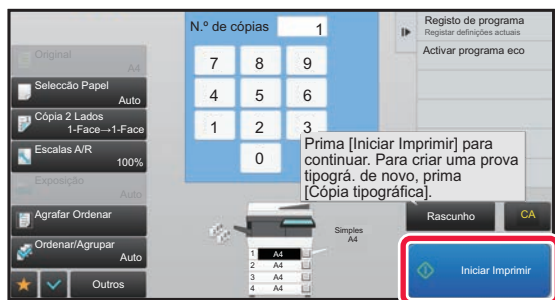 N.º de cópias
1
Registo de programa
Registar definições actuais
Activar programa eco
Original
A4
Selecção Papel
Auto
Cópia 2 Lados
1-Face→1-Face
Escalas A/R
100%
Exposição
Auto
Agrafar Ordenar
Ordenar/Agrupar
Auto
Outros
7
8
9
4
5
6
1
2
3
0
Prima [Iniciar Imprimir] para
continuar. Para criar uma prova
tipográ. de novo, prima
[Cópia tipográfica].
Simples
A4
1 A4
2 A4
3 A4
4 A4
Rascunho
CA
Iniciar Imprimir